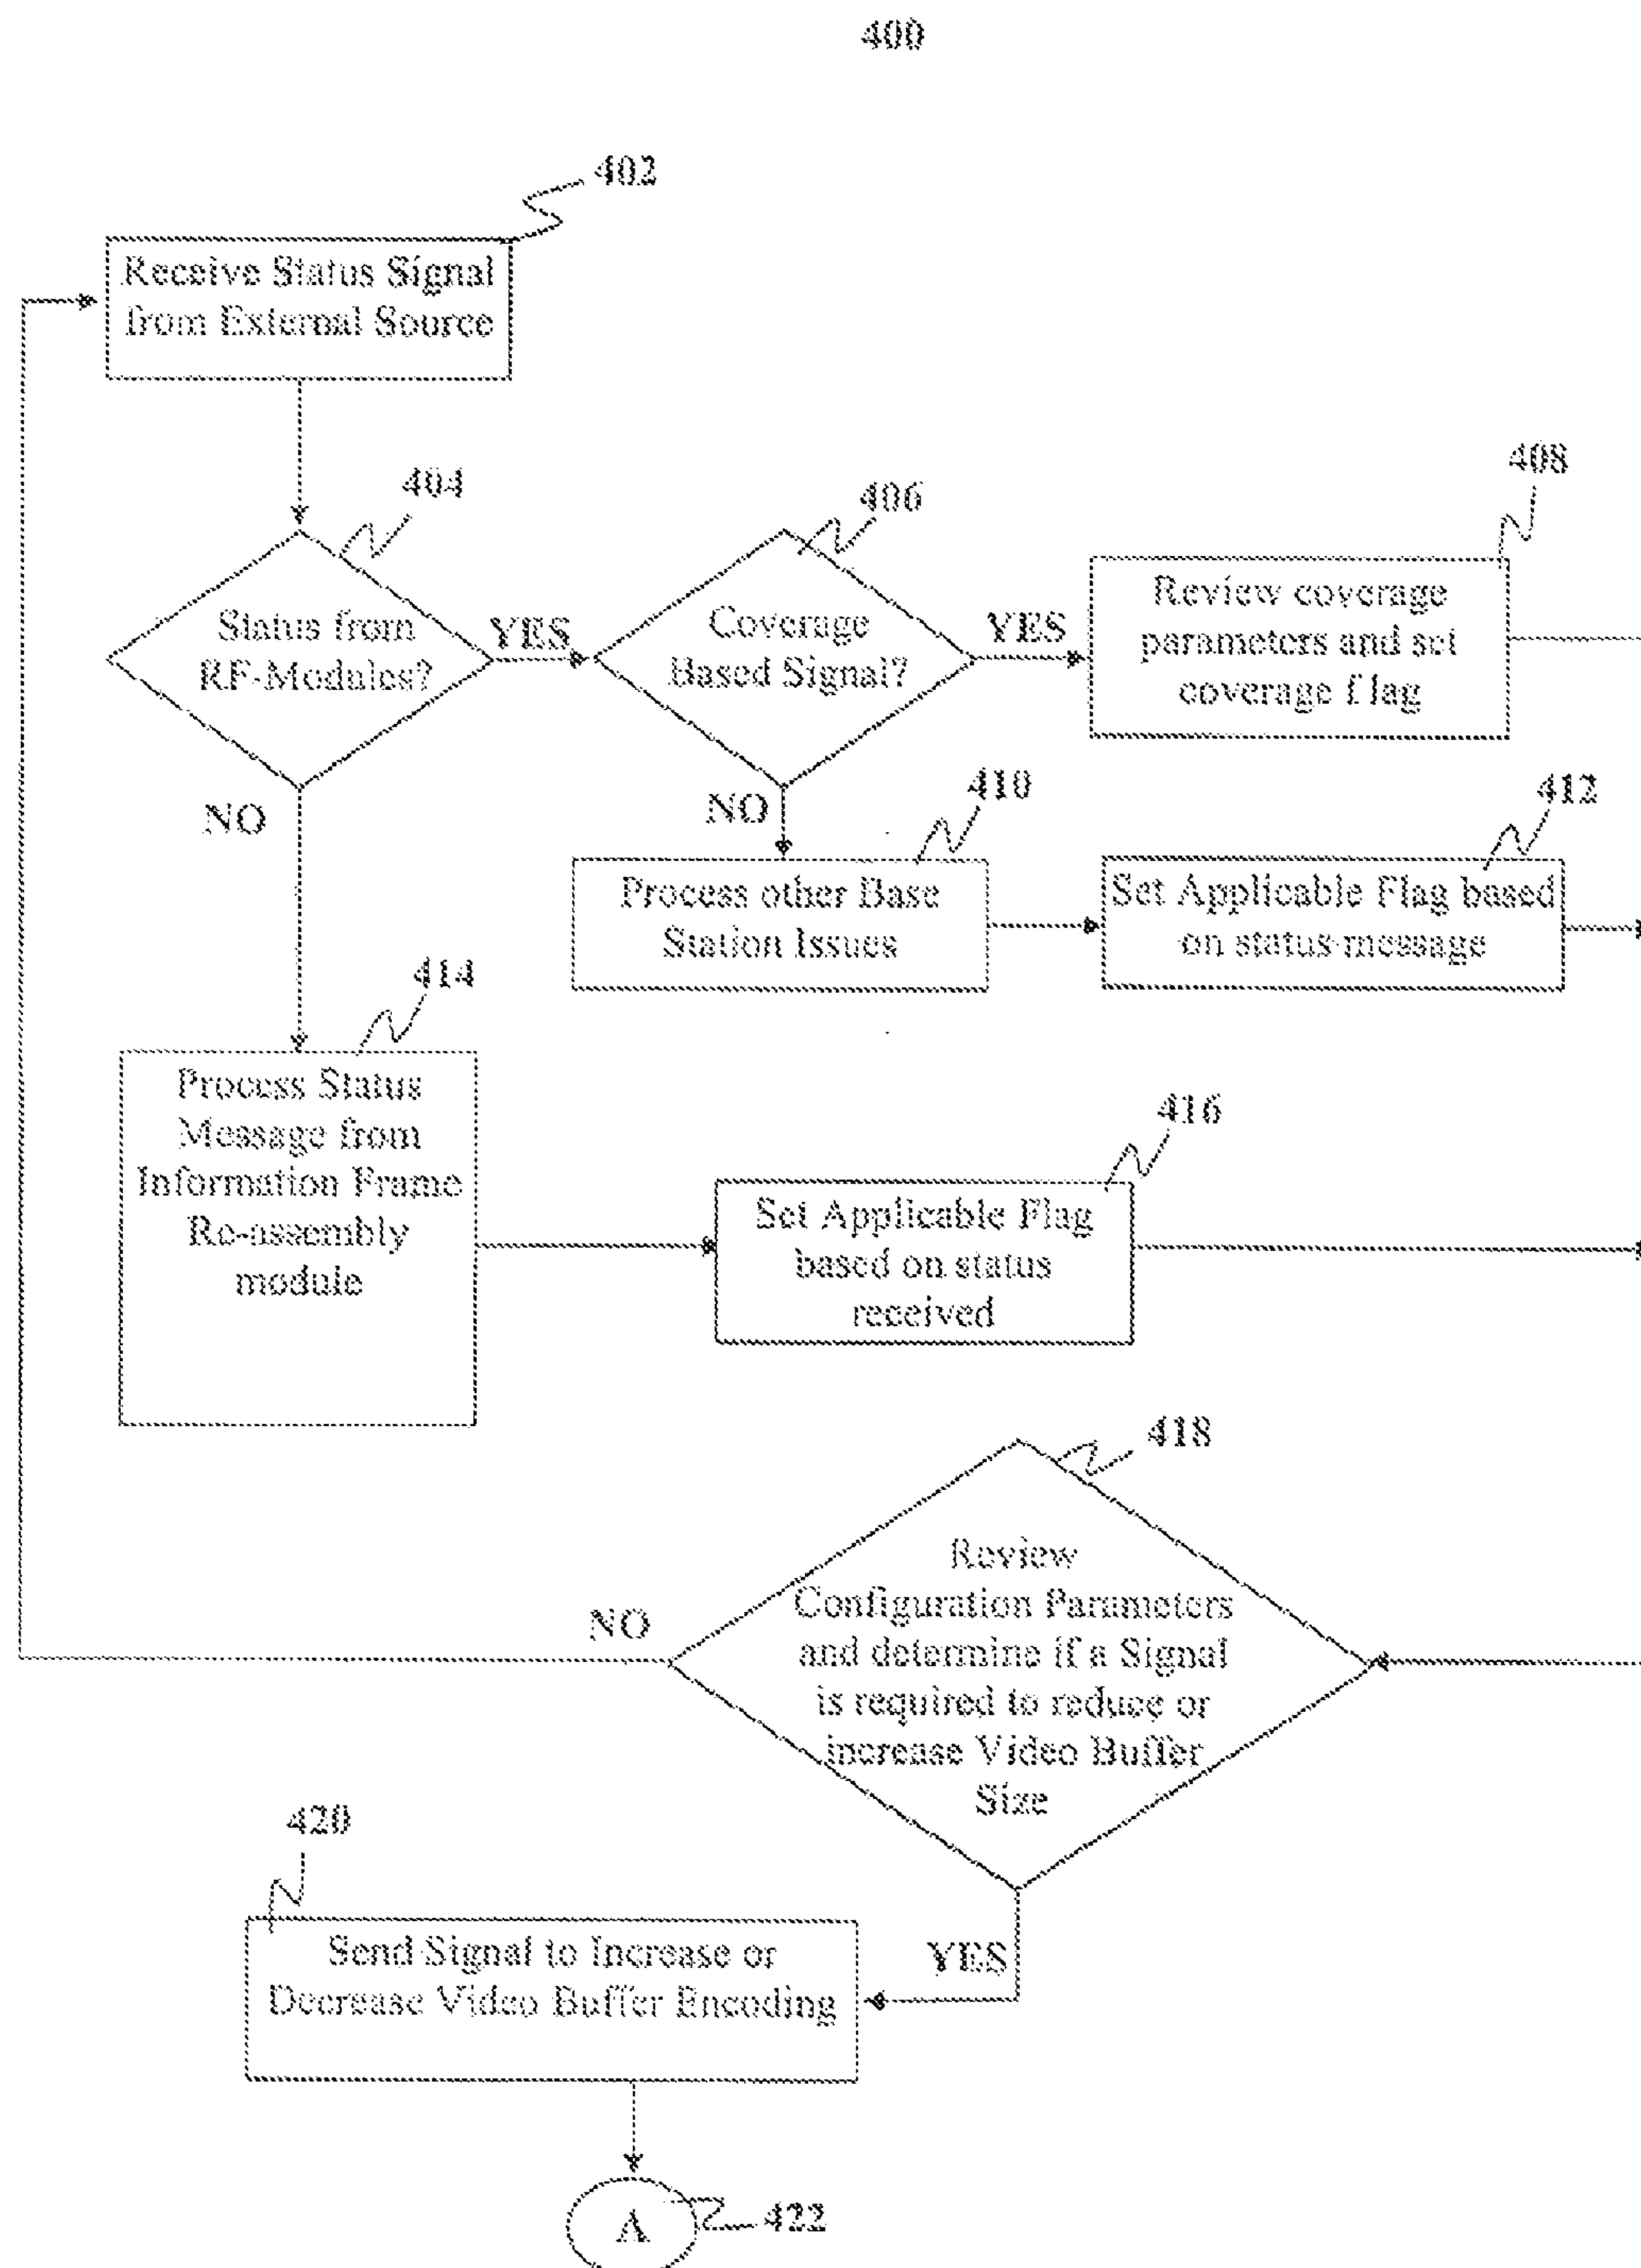 400
402
Receive Status Signal
from External Source
404
406
408
Status from
RF-Modules?
YES
Coverage
Based Signal?
YES
Review coverage
parameters and set
coverage flag
NO
NO
410
412
Process other Base
Station Issues
Set Applicable Flag based
on status message
414
Process Status
Message from
Information Frame
Re-assembly
module
416
Set Applicable Flag
based on status
received
418
NO
Review
Configuration Parameters
and determine if a Signal
is required to reduce or
increase Video Buffer
Size
420
Send Signal to Increase or
Decrease Video Buffer Encoding
YES
A
422